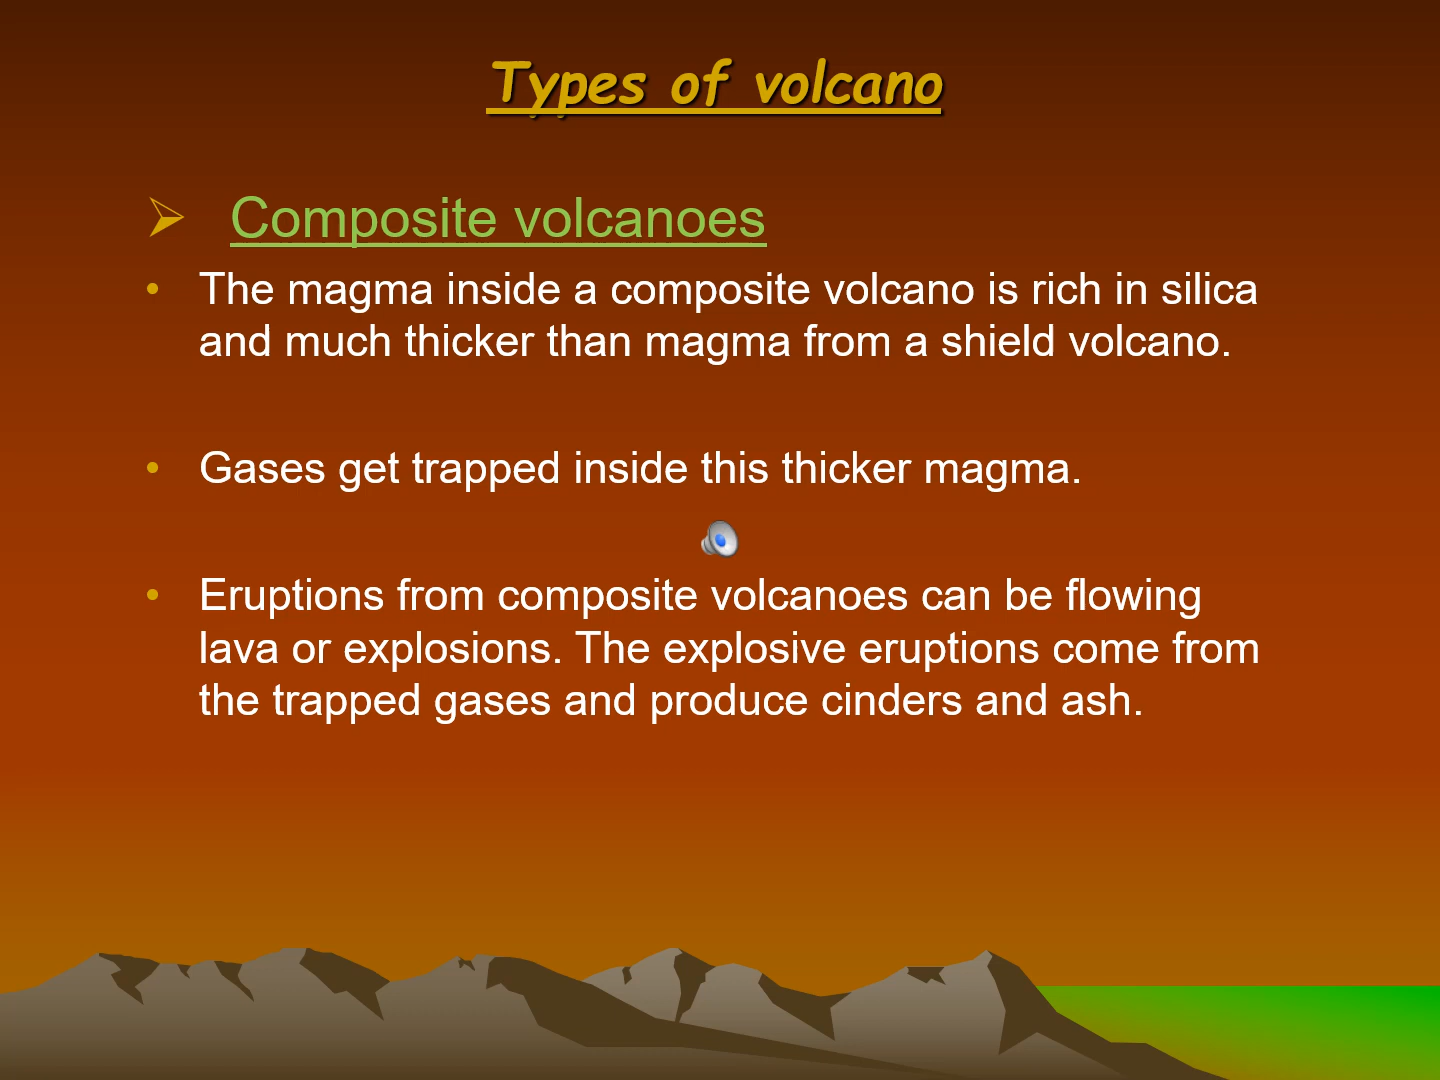 Types of volcano
Composite volcanoes
The magma inside a composite volcano is rich in silica
and much thicker than magma from a shield volcano.
Gases get trapped inside this thicker magma.
Eruptions from composite volcanoes can be flowing
lava or explosions. The explosive eruptions come from
the trapped gases and produce cinders and ash.